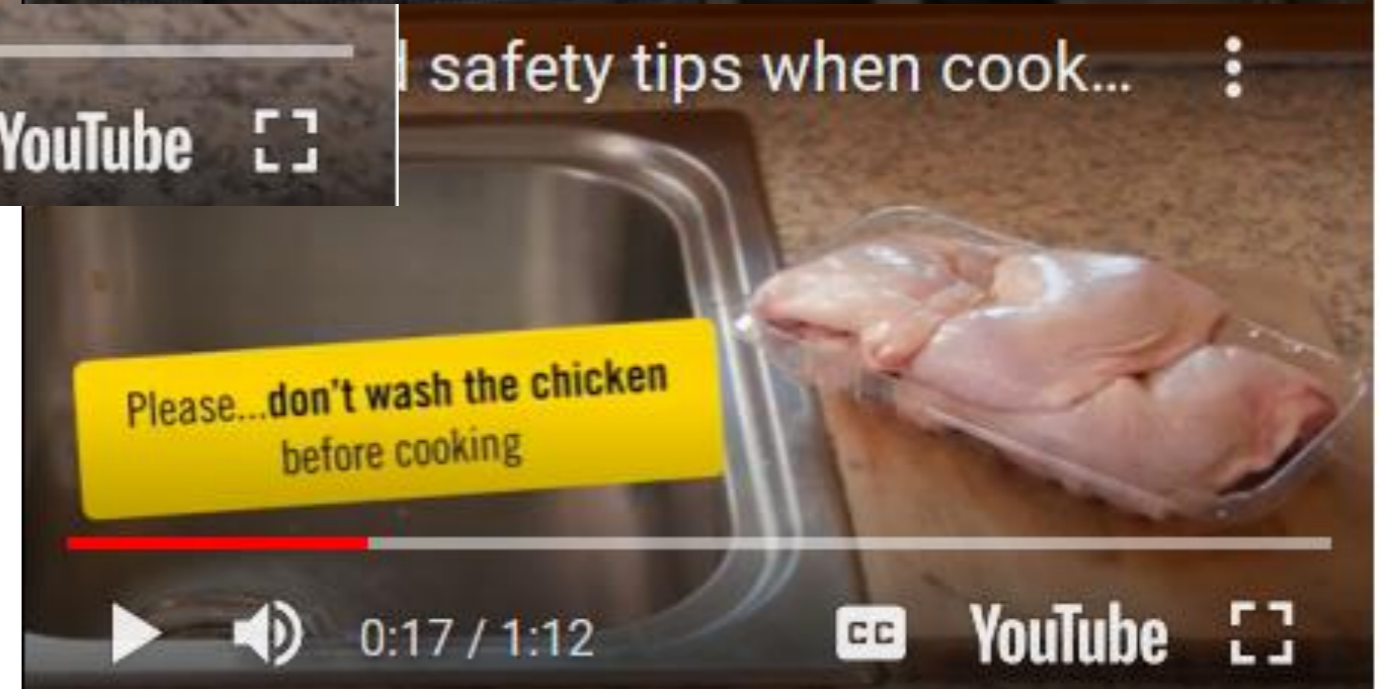 safety tips when cook...
YouTube
Please...don't wash the chicken
before cooking
0:17 / 1:12
CC
YouTube